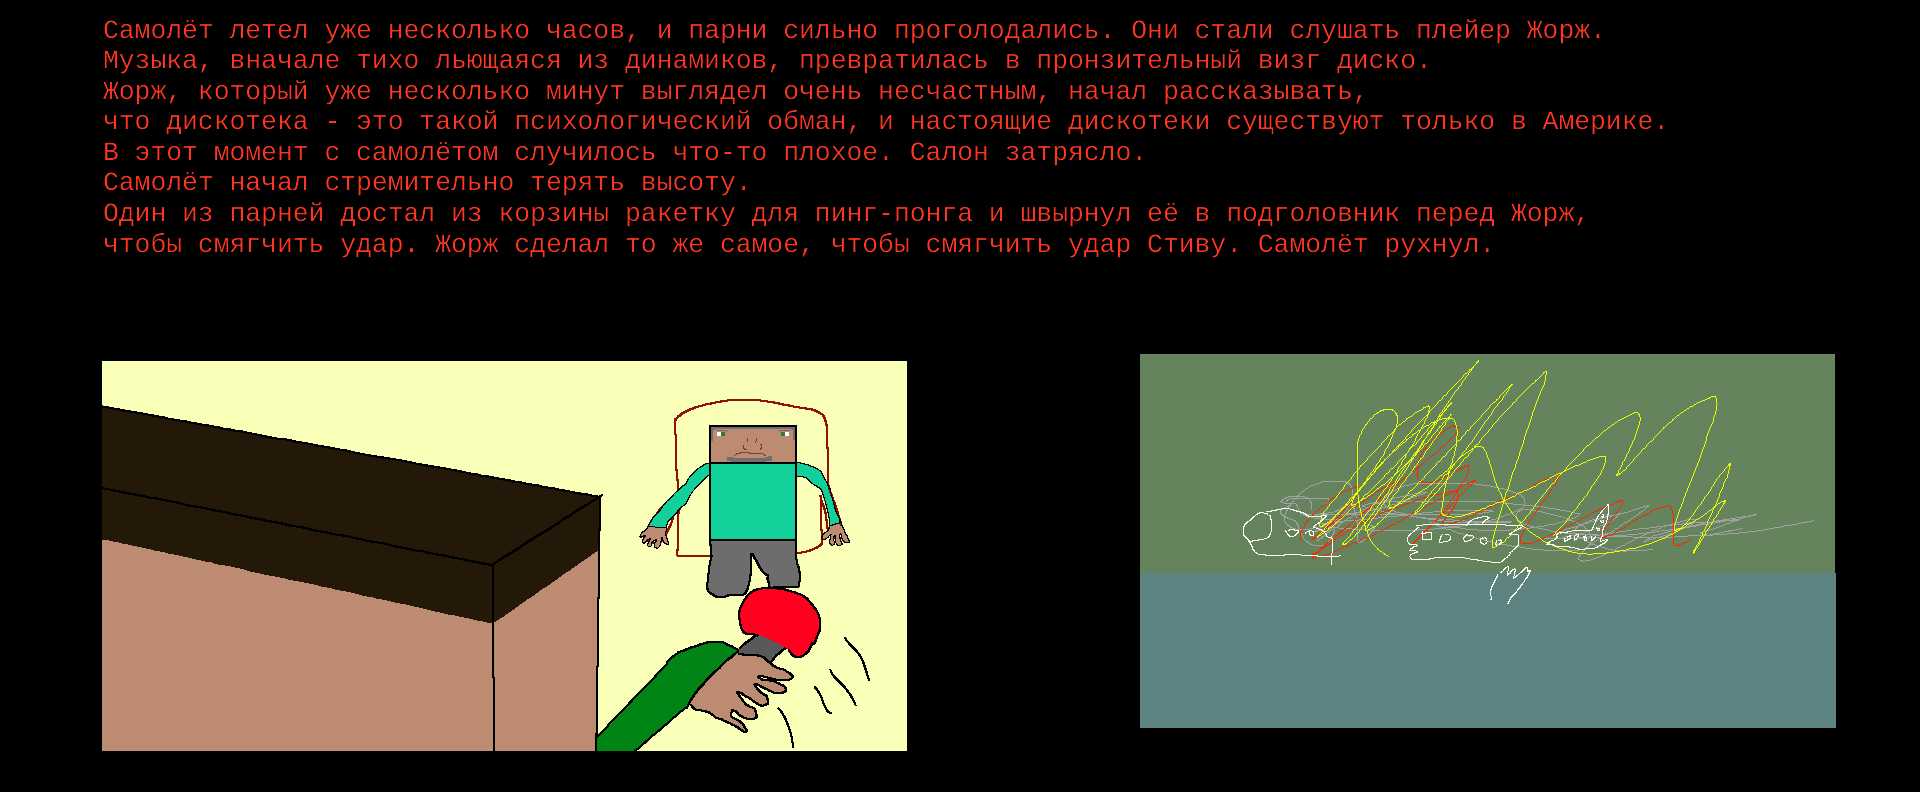 Самолёт летел уже несколько часов, и парни сильно проголодались. Они стали слушать плейер Жорж.
Музыка, вначале тихо льющаяся из динамиков, превратилась в пронзительный визг диско.
Жорж, который уже несколько минут выглядел очень несчастным, начал рассказывать,
что дискотека - это такой психологический обман, и настоящие дискотеки существуют только в Америке.
В этот момент с самолётом случилось что-то плохое. Салон затрясло.
Самолёт начал стремительно терять высоту.
Один из парней достал из корзины ракетку для пинг-понга и швырнул её в подголовник перед Жорж,
чтобы смягчить удар. Жорж сделал то же самое, чтобы смягчить удар Стиву. Самолёт рухнул.